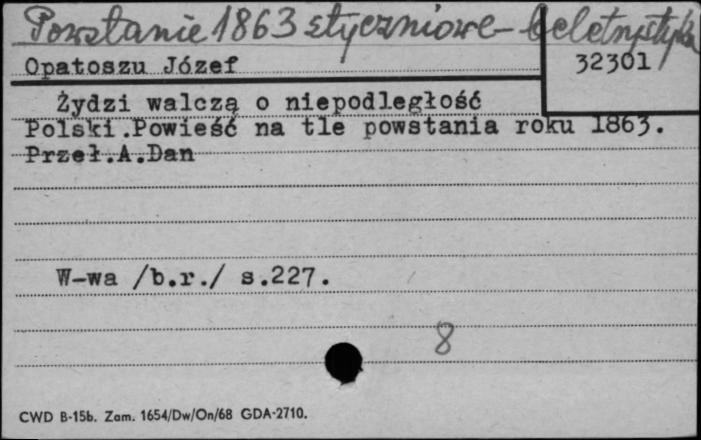 Powstanie 1863 styczniowe - beletrystyka
Opatoszu Józef
32301
Żydzi walczą o niepodległość
Polski.Powieść na tle powstania roku 1863.
Przeł.A.Dan
W-wa /b.r./ s.227.
8
CWD B-15b. Zam. 1654/Dw/On/68 GDA-2710.